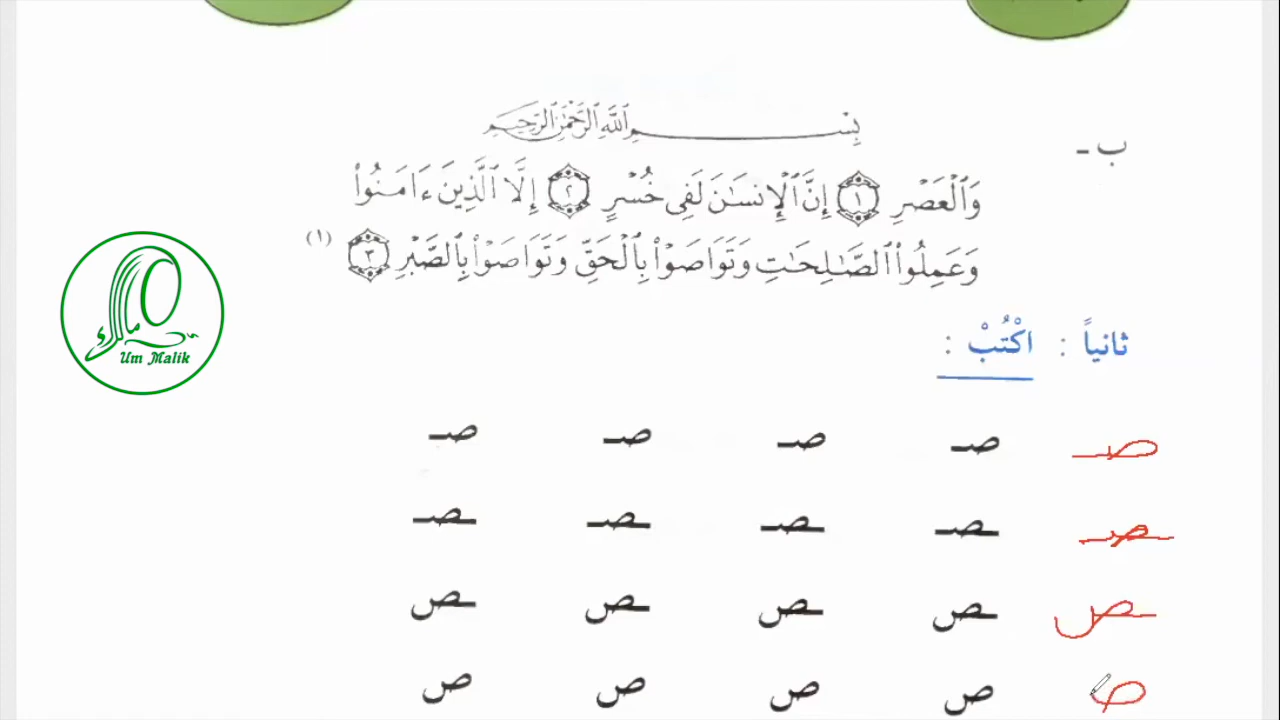 بِسْمِ ٱللَّهِ ٱلرَّحْمَٰنِ ٱلرَّحِيمِ
ب -
وَٱلْعَصْرِ ١ إِنَّ ٱلْإِنسَٰنَ لَفِى خُسْرٍ ٢ إِلَّا ٱلَّذِينَ ءَامَنُوا۟
وَعَمِلُوا۟ ٱلصَّٰلِحَٰتِ وَتَوَاصَوْا۟ بِٱلْحَقِّ وَتَوَاصَوْا۟ بِٱلصَّبْرِ ٣ (١)
مالك
Um Malik
ثانياً : اكْتُبْ :
صـ صـ صـ صـ صـ
ـصـ ـصـ ـصـ ـصـ ـصـ
ـص ـص ـص ـص ـص
ص ص ص ص ص